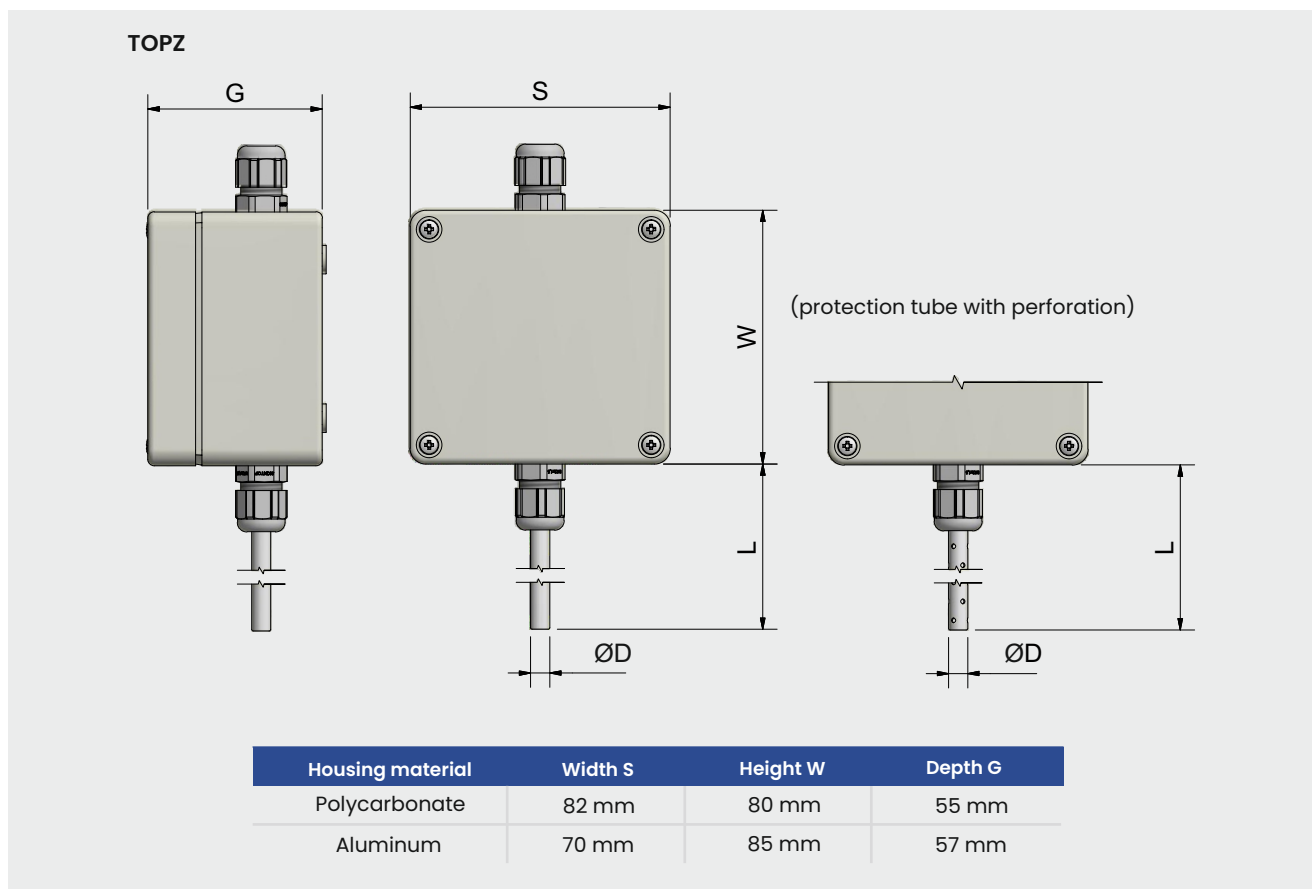 TOPZ
G
S
W
(protection tube with perforation)
L
L
ØD
ØD
Housing material Width S Height W Depth G
Polycarbonate 82 mm 80 mm 55 mm
Aluminum 70 mm 85 mm 57 mm